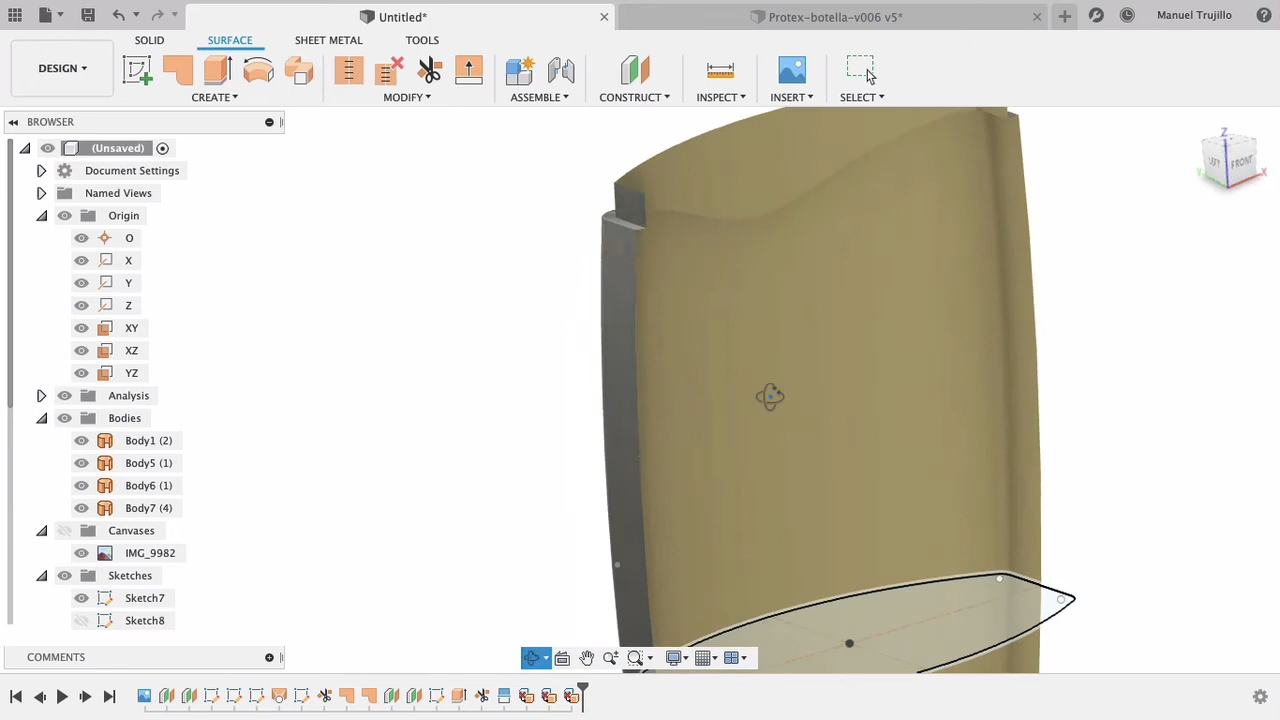 Untitled*
Protex-botella-v006 v5*
Manuel Trujillo
DESIGN
SOLID
SURFACE
SHEET METAL
TOOLS
CREATE
MODIFY
ASSEMBLE
CONSTRUCT
INSPECT
INSERT
SELECT
BROWSER
(Unsaved)
Document Settings
Named Views
Origin
O
X
Y
Z
XY
XZ
YZ
Analysis
Bodies
Body1 (2)
Body5 (1)
Body6 (1)
Body7 (4)
Canvases
IMG_9982
Sketches
Sketch7
Sketch8
COMMENTS
Z
LEFT
FRONT
Y
X